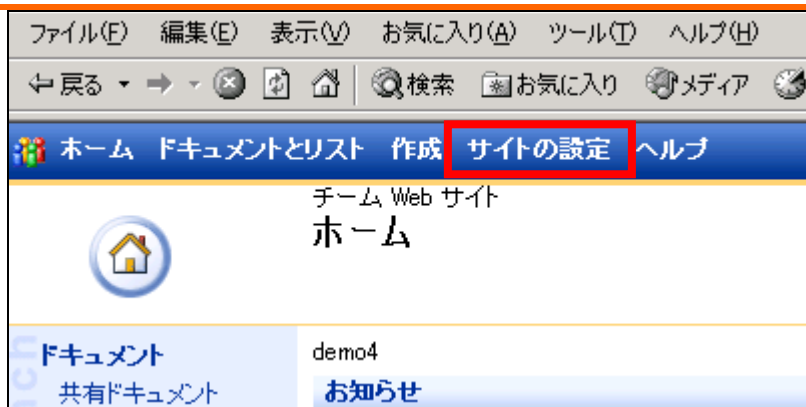 ファイル(F) 編集(E) 表示(V) お気に入り(A) ツール(T) ヘルプ(H)
戻る 検索 お気に入り メディア
ホーム ドキュメントとリスト 作成 サイトの設定 ヘルプ
チーム Web サイト
ホーム
ドキュメント demo4
共有ドキュメント お知らせ
nch